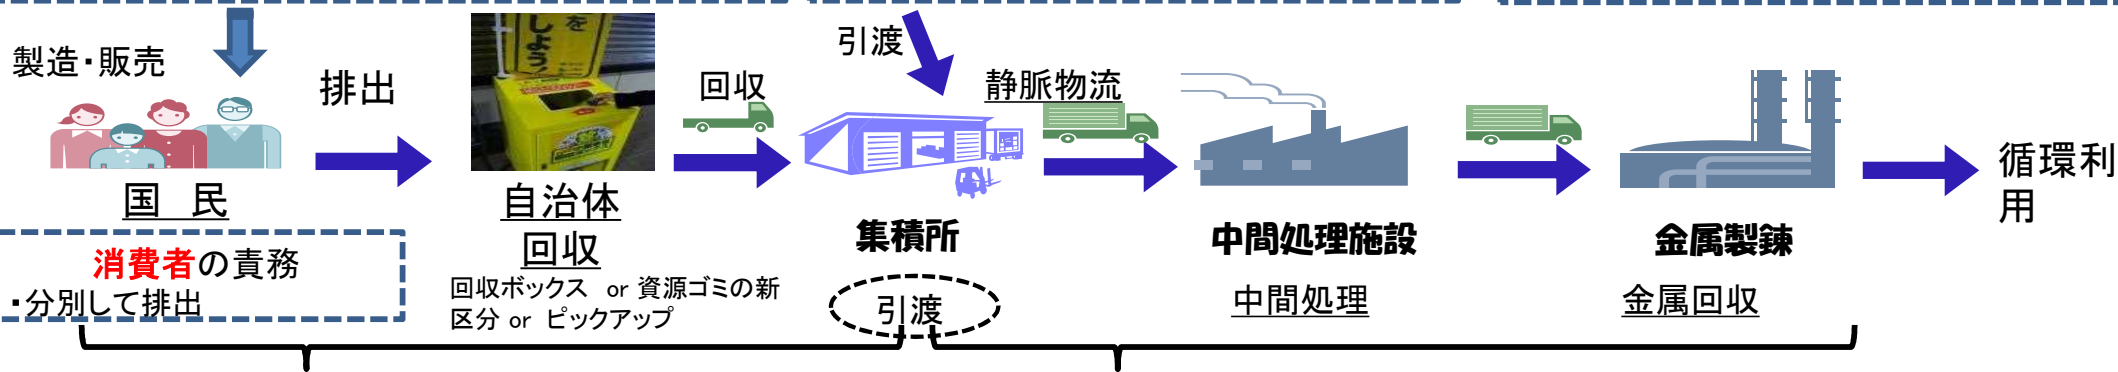 製造・販売
排出
を
しよう!
回収
引渡
静脈物流
循環利
用
国 民
自治体
回収
集積所
中間処理施設
金属製錬
消費者の責務
・分別して排出
回収ボックス or 資源ゴミの新
区分 or ピックアップ
引渡
中間処理
金属回収